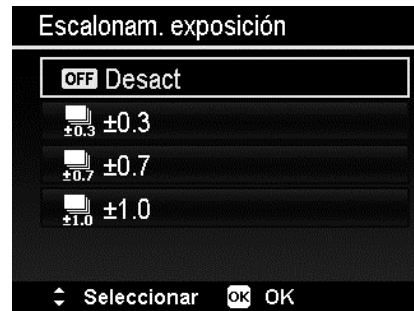 Escalonam. exposición
OFF Desact
±0.3 ±0.3
±0.7 ±0.7
±1.0 ±1.0
Seleccionar OK OK